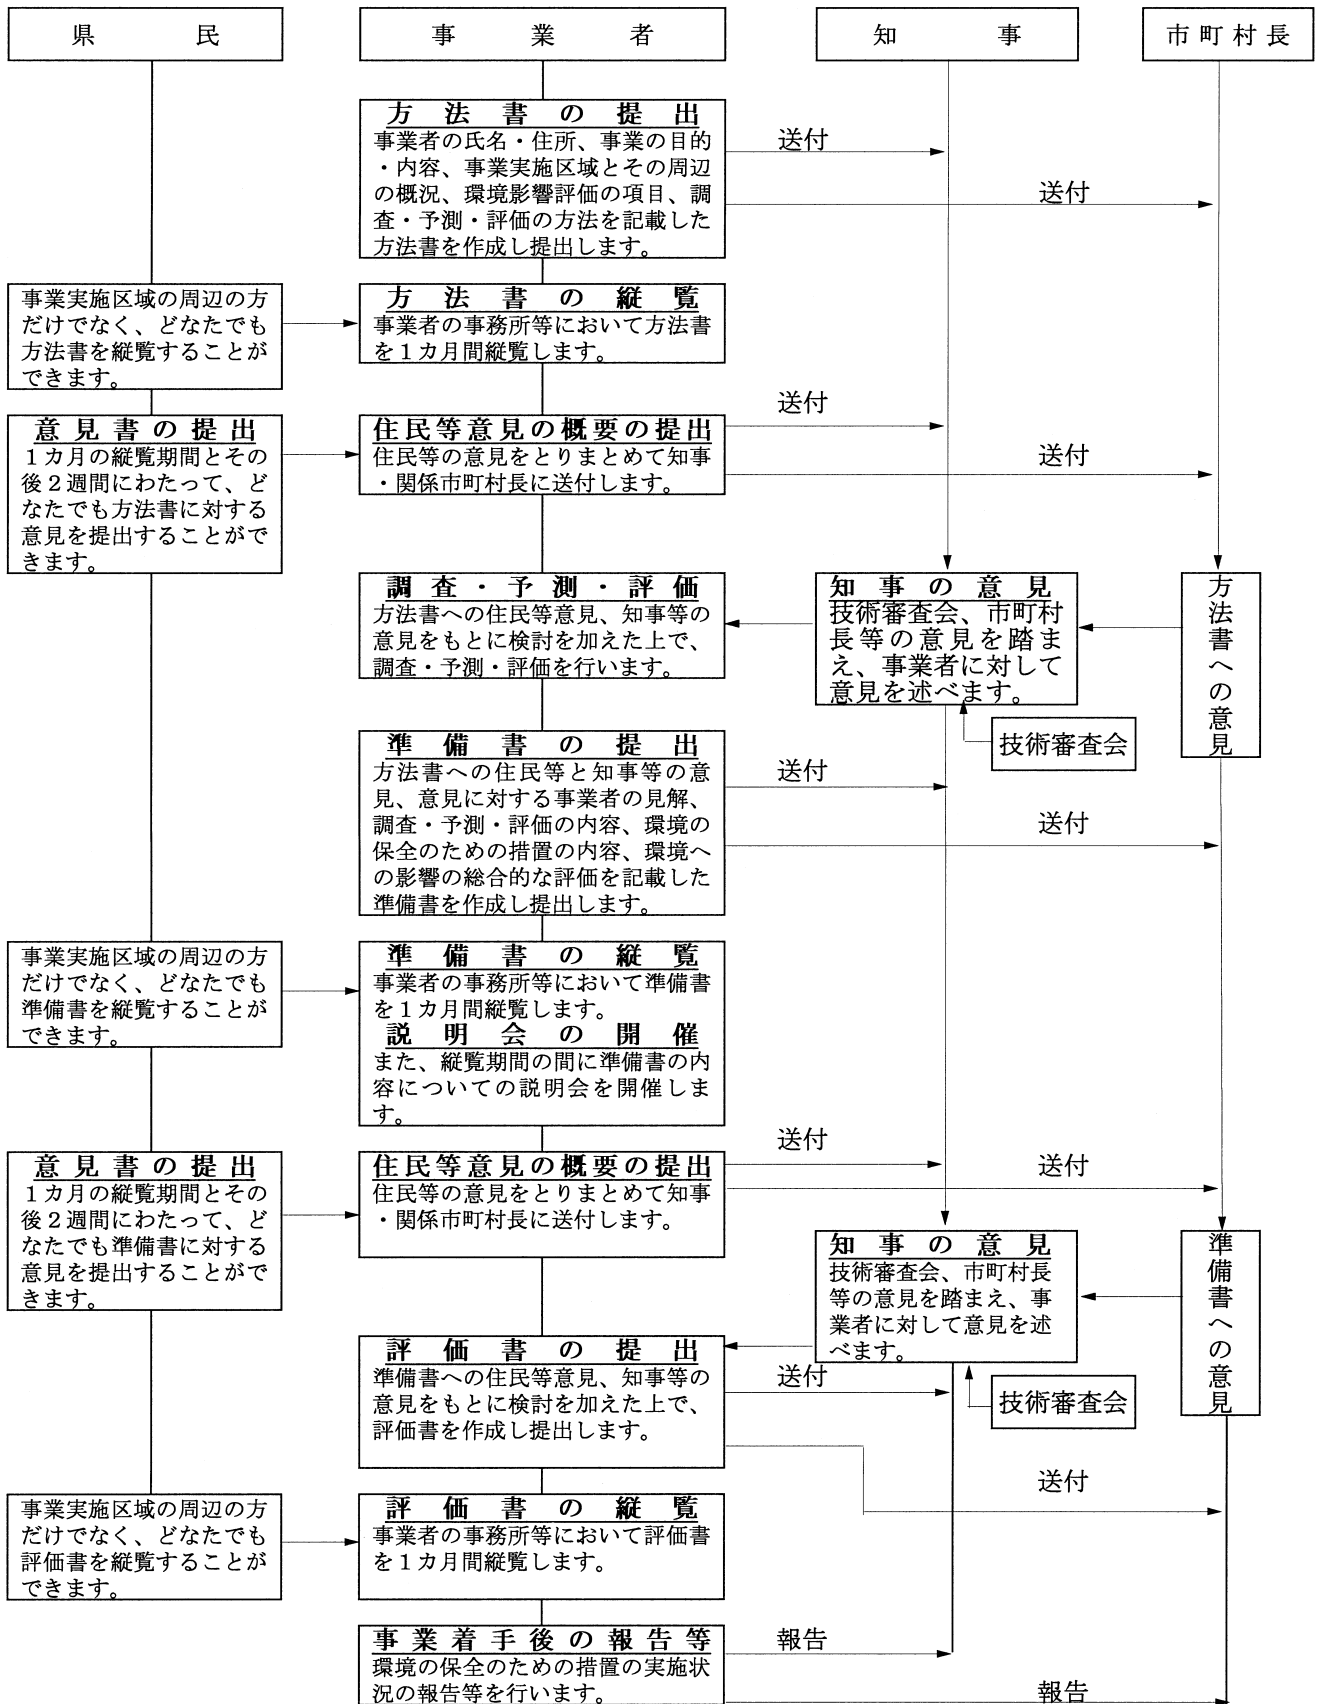 県民
事業者
知事
市町村長
方法書の提出
事業者の氏名・住所、事業の目的
・内容、事業実施区域とその周辺
の概況、環境影響評価の項目、調
査・予測・評価の方法を記載した
方法書を作成し提出します。
送付
送付
事業実施区域の周辺の方
だけでなく、どなたでも
方法書を縦覧することが
できます。
方法書の縦覧
事業者の事務所等において方法書
を1カ月間縦覧します。
意見書の提出
1カ月の縦覧期間とその
後2週間にわたって、ど
なたでも方法書に対する
意見を提出することがで
きます。
住民等意見の概要の提出
住民等の意見をとりまとめて知事
・関係市町村長に送付します。
送付
送付
調査・予測・評価
方法書への住民等意見、知事等の
意見をもとに検討を加えた上で、
調査・予測・評価を行います。
知事の意見
技術審査会、市町村
長等の意見を踏ま
え、事業者に対して
意見を述べます。
技術審査会
方法書への意見
準備書の提出
方法書への住民等と知事等の意
見、意見に対する事業者の見解、
調査・予測・評価の内容、環境の
保全のための措置の内容、環境へ
の影響の総合的な評価を記載した
準備書を作成し提出します。
送付
送付
事業実施区域の周辺の方
だけでなく、どなたでも
準備書を縦覧することが
できます。
準備書の縦覧
事業者の事務所等において準備書
を1カ月間縦覧します。
説明会の開催
また、縦覧期間の間に準備書の内
容についての説明会を開催しま
す。
意見書の提出
1カ月の縦覧期間とその
後2週間にわたって、ど
なたでも準備書に対する
意見を提出することがで
きます。
住民等意見の概要の提出
住民等の意見をとりまとめて知事
・関係市町村長に送付します。
送付
送付
知事の意見
技術審査会、市町村長
等の意見を踏まえ、事
業者に対して意見を述
べます。
技術審査会
準備書への意見
評価書の提出
準備書への住民等意見、知事等の
意見をもとに検討を加えた上で、
評価書を作成し提出します。
送付
送付
事業実施区域の周辺の方
だけでなく、どなたでも
評価書を縦覧することが
できます。
評価書の縦覧
事業者の事務所等において評価書
を1カ月間縦覧します。
事業着手後の報告等
環境の保全のための措置の実施状
況の報告等を行います。
報告
報告